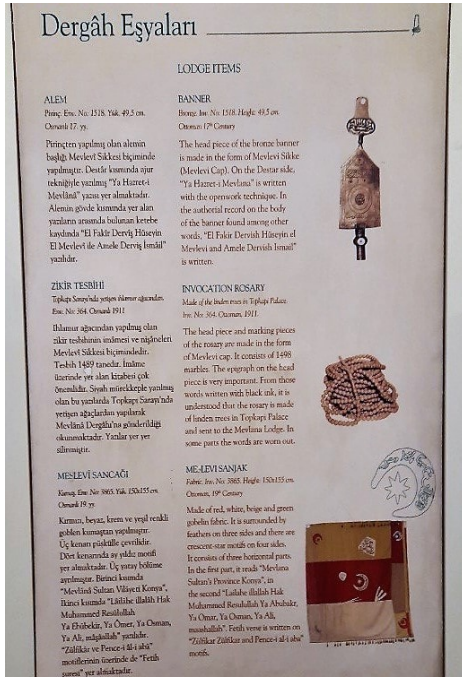 Dergâh Eşyaları
LODGE ITEMS
ALEM
Pirinç. Env. No: 1518. Yük. 49,5 cm.
Osmanlı 17. yy.
Pirinçten yapılmış olan alemin
başlığı Mevlevî Sikkesi biçiminde
yapılmıştır. Destâr kısmında ajur
tekniğiyle yazılmış "Ya Hazret-i
Mevlânâ" yazısı yer almaktadır.
Alemin gövde kısmında yer alan
yazıların arasında bulunan ketebe
kaydında "El Fakîr Derviş Hüseyin
El Mevlevî ile Amele Derviş İsmâil"
yazılıdır.
BANNER
Bronze. Inv. No: 1518. Height: 49,5 cm.
Ottoman 17th Century
The head piece of the bronze banner
is made in the form of Mevlevi Sikke
(Mevlevi Cap). On the Destar side,
"Ya Hazret-i Mevlana" is written
with the openwork technique. In
the authorial record on the body
of the banner found among other
words, "El Fakir Dervish Hüseyin el
Mevlevi and Amele Dervish Ismail"
is written.
ZİKİR TESBİHİ
Topkapı Sarayı'nda yetişen ıhlamur ağacından.
Env. No: 364. Osmanlı 1911
Ihlamur ağacından yapılmış olan
zikir tesbihinin imâmesi ve nişâneleri
Mevlevî Sikkesi biçimindedir.
Tesbih 1489 tanedir. İmâme
üzerinde yer alan kitabesi çok
önemlidir. Siyah mürekkeple yazılmış
olan bu yazılarda Topkapı Sarayı'nda
yetişen ağaçlardan yapılarak
Mevlânâ Dergâhı'na gönderildiği
okunmaktadır. Yazılar yer yer
silinmiştir.
INVOCATION ROSARY
Made of the linden trees in Topkapı Palace.
Inv. No: 364. Ottoman, 1911.
The head piece and marking pieces
of the rosary are made in the form
of Mevlevi cap. It consists of 1498
marbles. The epigraph on the head
piece is very important. From those
words written with black ink, it is
understood that the rosary is made
of linden trees in Topkapi Palace
and sent to the Mevlana Lodge. In
some parts the words are worn out.
MEŞLEVİ SANCAĞI
Kumaş. Env. No: 3865. Yük. 150x155 cm.
Osmanlı 19. yy.
Kırmızı, beyaz, krem ve yeşil renkli
goblen kumaştan yapılmıştır.
Üç kenarı püskülle çevrilidir.
Dört kenarında ay yıldız motifi
yer almaktadır. Üç yatay bölüme
ayrılmıştır. Birinci kısımda
"Mevlânâ Sultan Vilâyeti Konya",
İkinci kısımda "Lâilâhe illallâh Hak
Muhammed Resûlullah
Ya Ebûbekir, Ya Ömer, Ya Osman,
Ya Ali, mâşâallah" yazılıdır.
"Zülfikâr ve Pençe-i âl-i abâ"
motiflerinin üzerinde de "Fetih
suresi" yer almaktadır.
ME-LEVI SANJAK
Fabric. Inv. No: 3865. Height: 150x155 cm.
Ottoman, 19th Century
Made of red, white, beige and green
gobelin fabric. It is surrounded by
feathers on three sides and there are
crescent-star motifs on four sides.
It consists of three horizontal parts.
In the first part, it reads "Mevlana
Sultan's Province Konya", in
the second "Lailahe illallah Hak
Muhammed Resulullah Ya Abubakr,
Ya Omar, Ya Osman, Ya Ali,
maashallah". Fetih verse is written on
"Zülfikar Zulfikar and Pence-i al-i aba"
motifs.